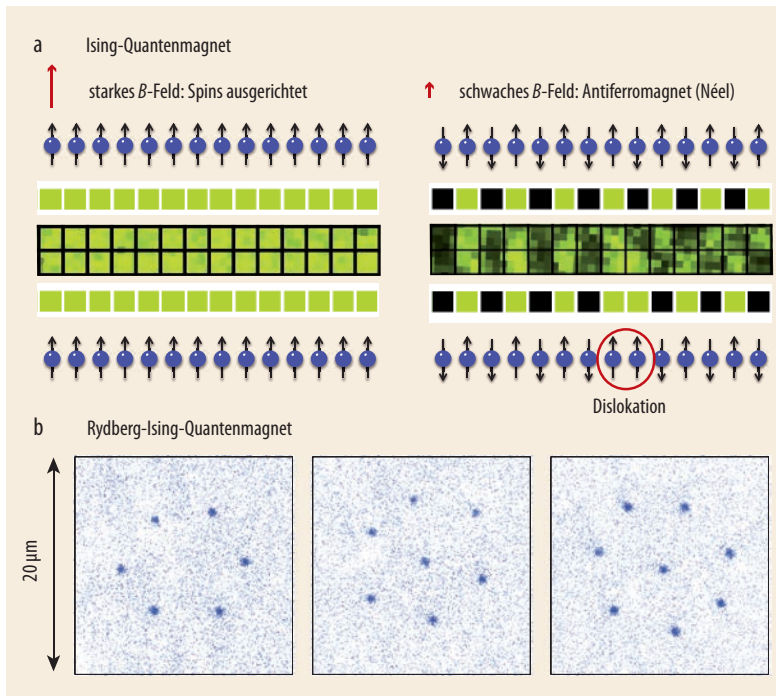 a Ising-Quantenmagnet
starkes B-Feld: Spins ausgerichtet
schwaches B-Feld: Antiferromagnet (Néel)
Dislokation
b Rydberg-Ising-Quantenmagnet
20 µm